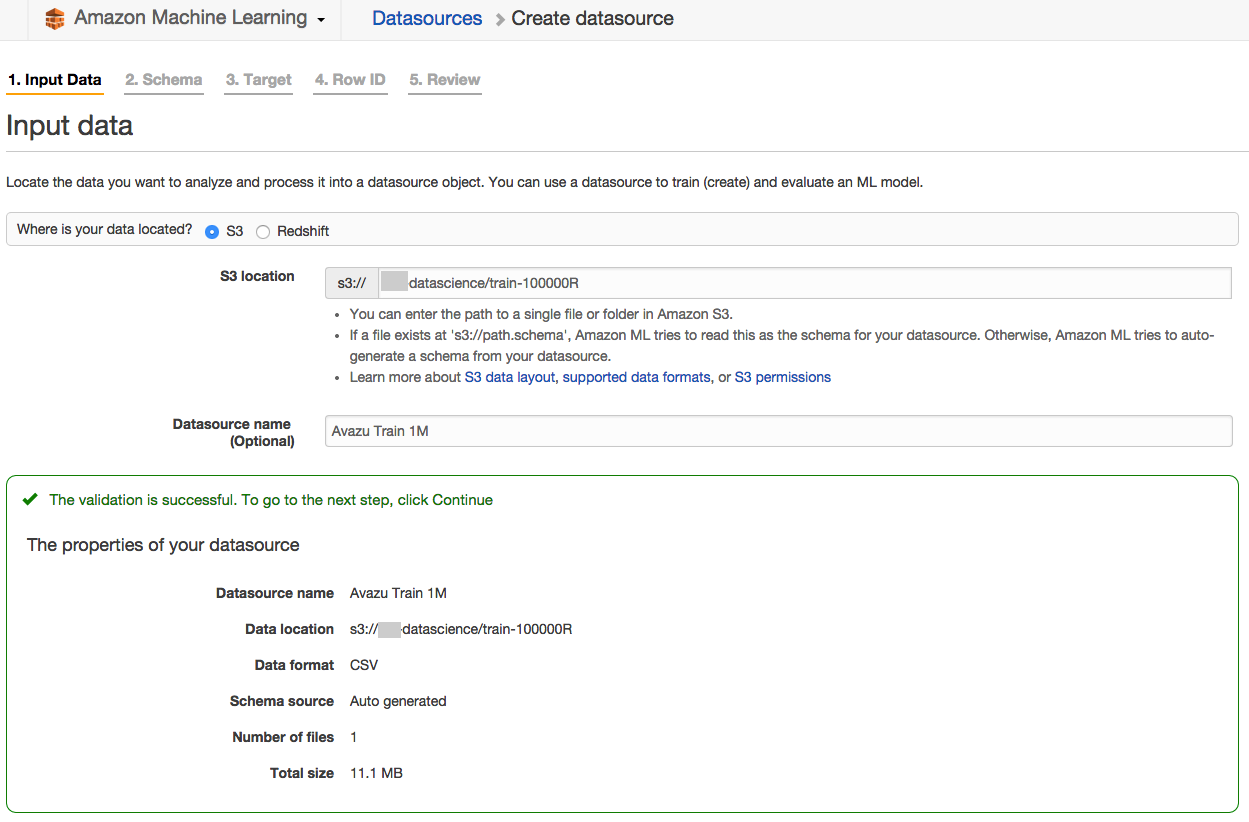 Amazon Machine Learning
Datasources > Create datasource
1. Input Data 2. Schema 3. Target 4. Row ID 5. Review
Input data
Locate the data you want to analyze and process it into a datasource object. You can use a datasource to train (create) and evaluate an ML model.
Where is your data located? S3 Redshift
S3 location s3:// datascience/train-100000R
• You can enter the path to a single file or folder in Amazon S3.
• If a file exists at 's3://path.schema', Amazon ML tries to read this as the schema for your datasource. Otherwise, Amazon ML tries to auto-
generate a schema from your datasource.
• Learn more about S3 data layout, supported data formats, or S3 permissions
Datasource name
(Optional) Avazu Train 1M
The validation is successful. To go to the next step, click Continue
The properties of your datasource
Datasource name Avazu Train 1M
Data location s3:// -datascience/train-100000R
Data format CSV
Schema source Auto generated
Number of files 1
Total size 11.1 MB